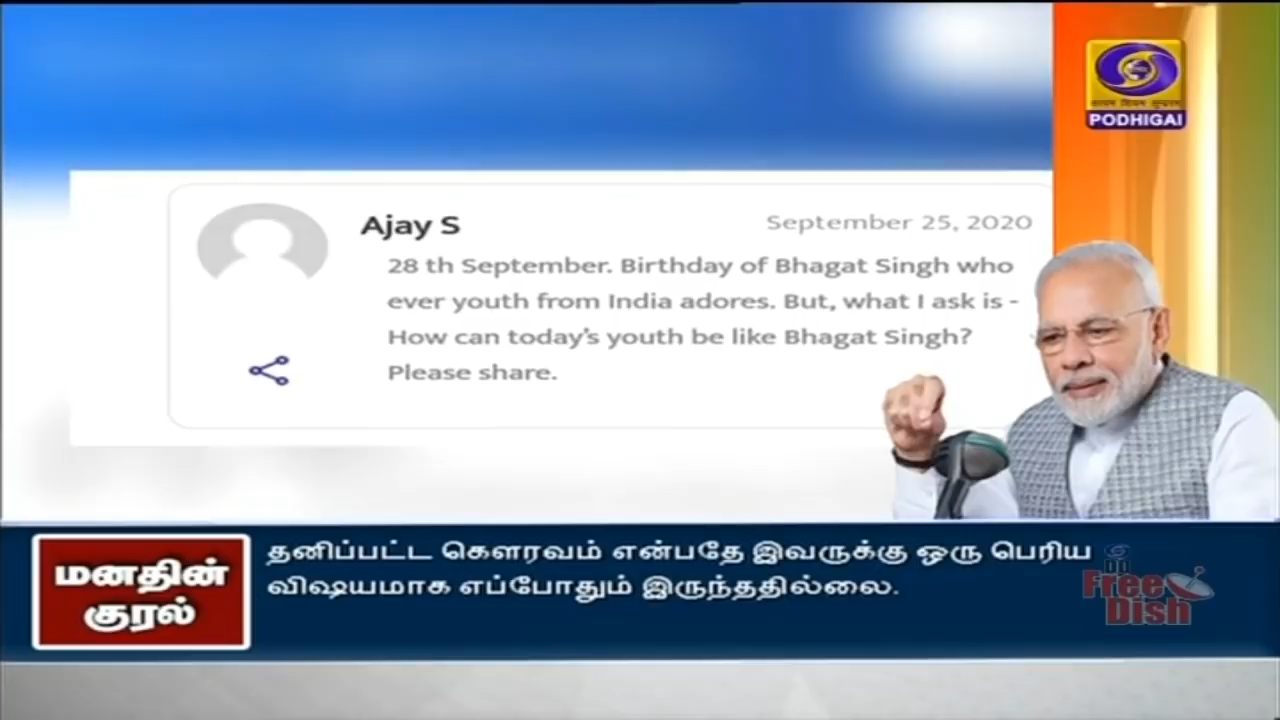 PODHIGAI
Ajay S
September 25, 2020
28 th September. Birthday of Bhagat Singh who
ever youth from India adores. But, what I ask is -
How can today's youth be like Bhagat Singh?
Please share.
மனதின்
குரல்
தனிப்பட்ட கௌரவம் என்பதே இவருக்கு ஒரு பெரிய
விஷயமாக எப்போதும் இருந்ததில்லை.
DD
Free
Dish